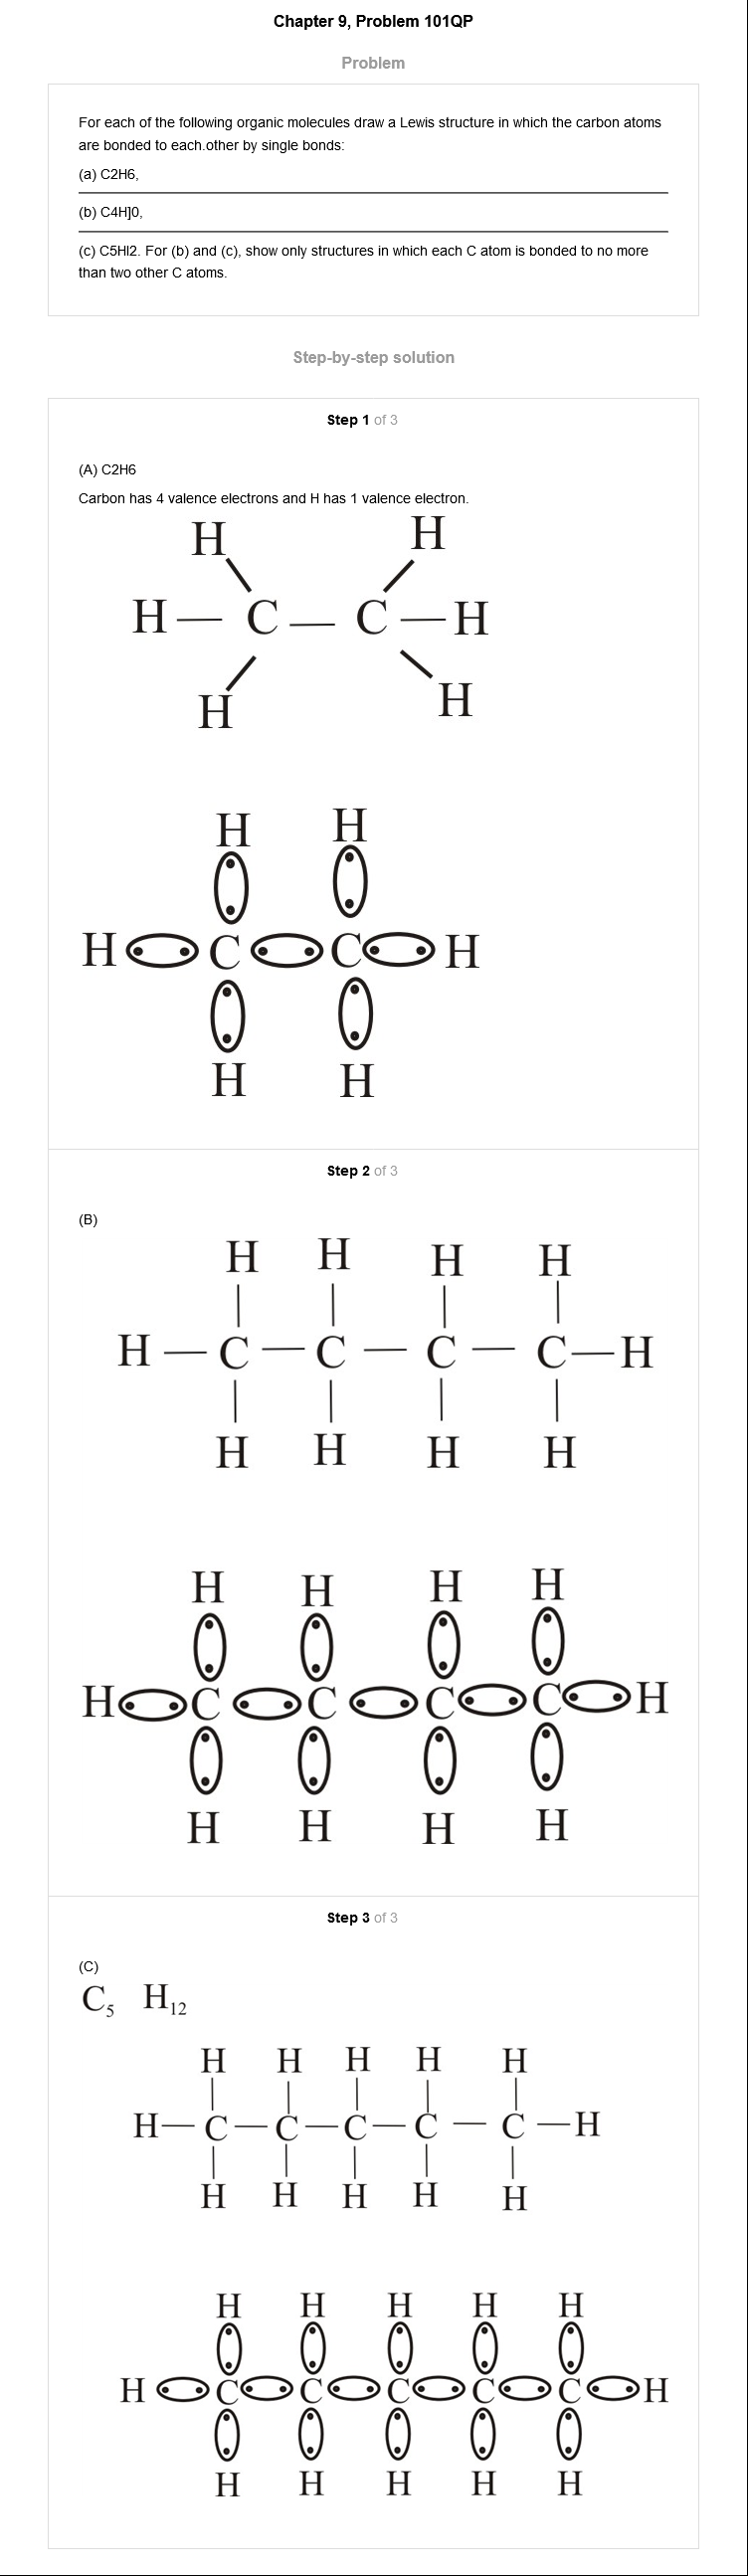 Chapter 9, Problem 101QP
Problem
For each of the following organic molecules draw a Lewis structure in which the carbon atoms
are bonded to each.other by single bonds:
(a) C2H6,
(b) C4H]0,
(c) C5Hl2. For (b) and (c), show only structures in which each C atom is bonded to no more
than two other C atoms.
Step-by-step solution
Step 1 of 3
(A) C2H6
Carbon has 4 valence electrons and H has 1 valence electron.
H H
H C C H
H H
H H
H C C H
H H
Step 2 of 3
(B)
H H H H
H C C C C H
H H H H
H H H H
H C C C C H
H H H H
Step 3 of 3
(C)
C5 H12
H H H H H
H C C C C C H
H H H H H
H H H H H
H C C C C C H
H H H H H